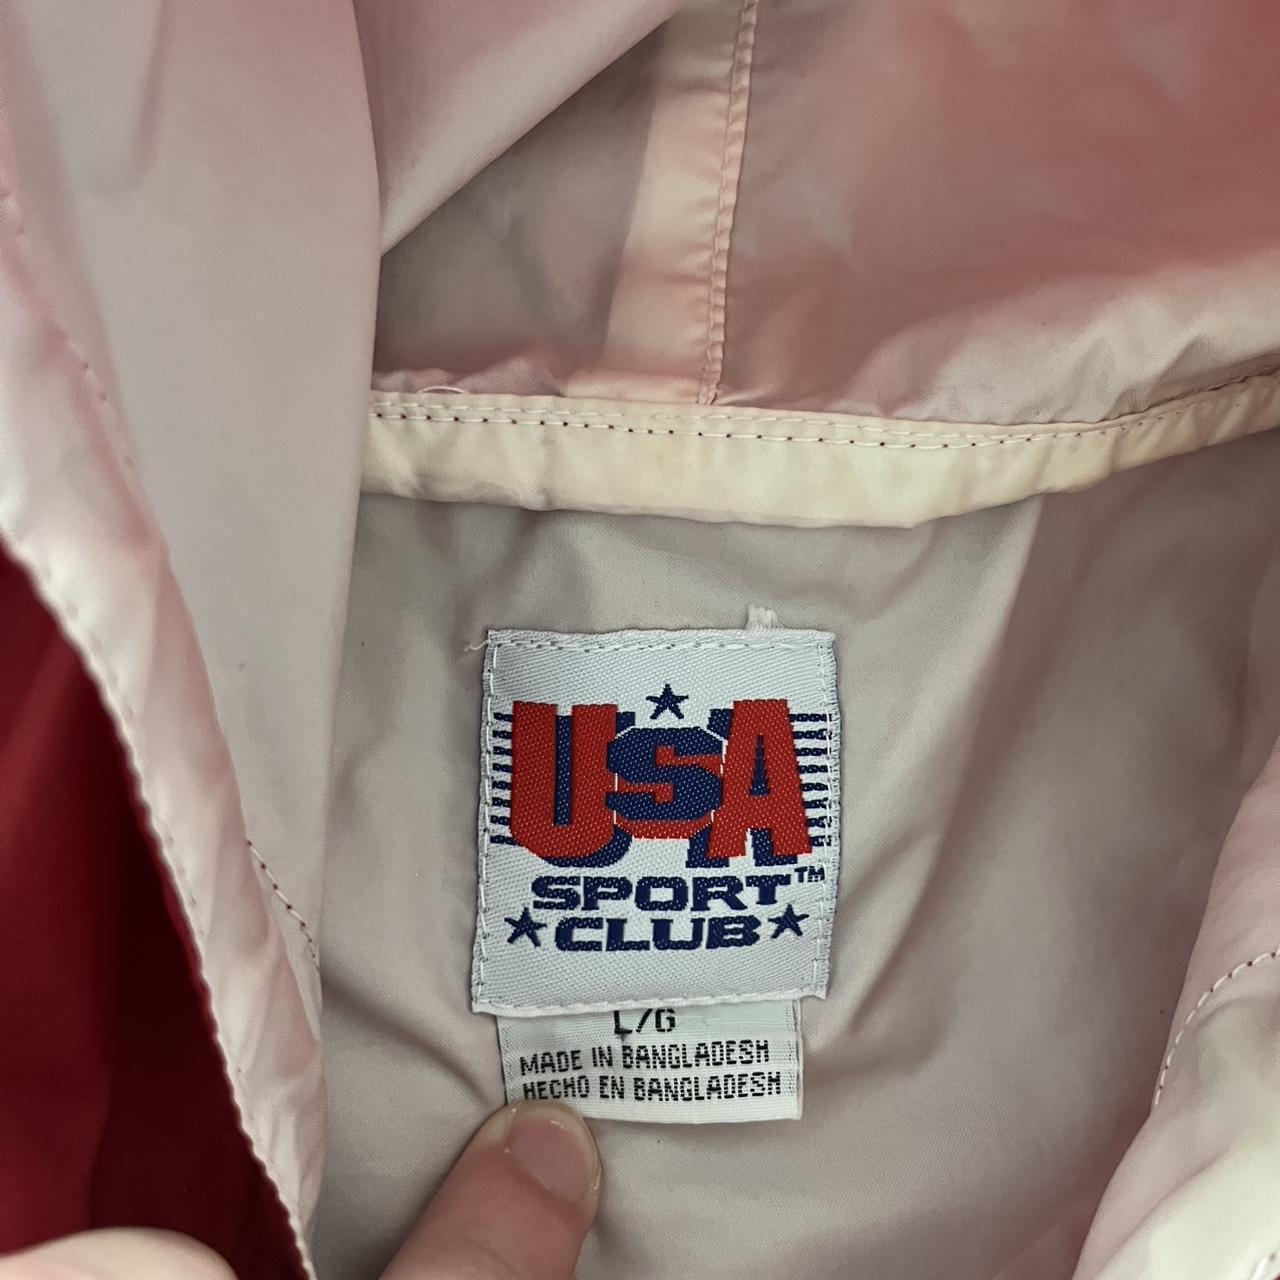 USA
SPORT™
CLUB
L/G
MADE IN BANGLADESH
HECHO EN BANGLADESH